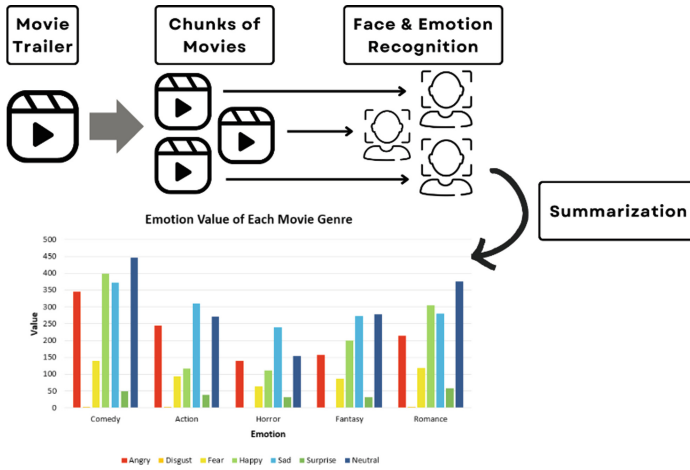 Movie
Trailer
Chunks of
Movies
Face & Emotion
Recognition
Summarization
Emotion Value of Each Movie Genre
500
450
400
350
300
250
200
150
100
50
0
Value
Comedy Action Horror Fantasy Romance
Emotion
Angry Disgust Fear Happy Sad Surprise Neutral